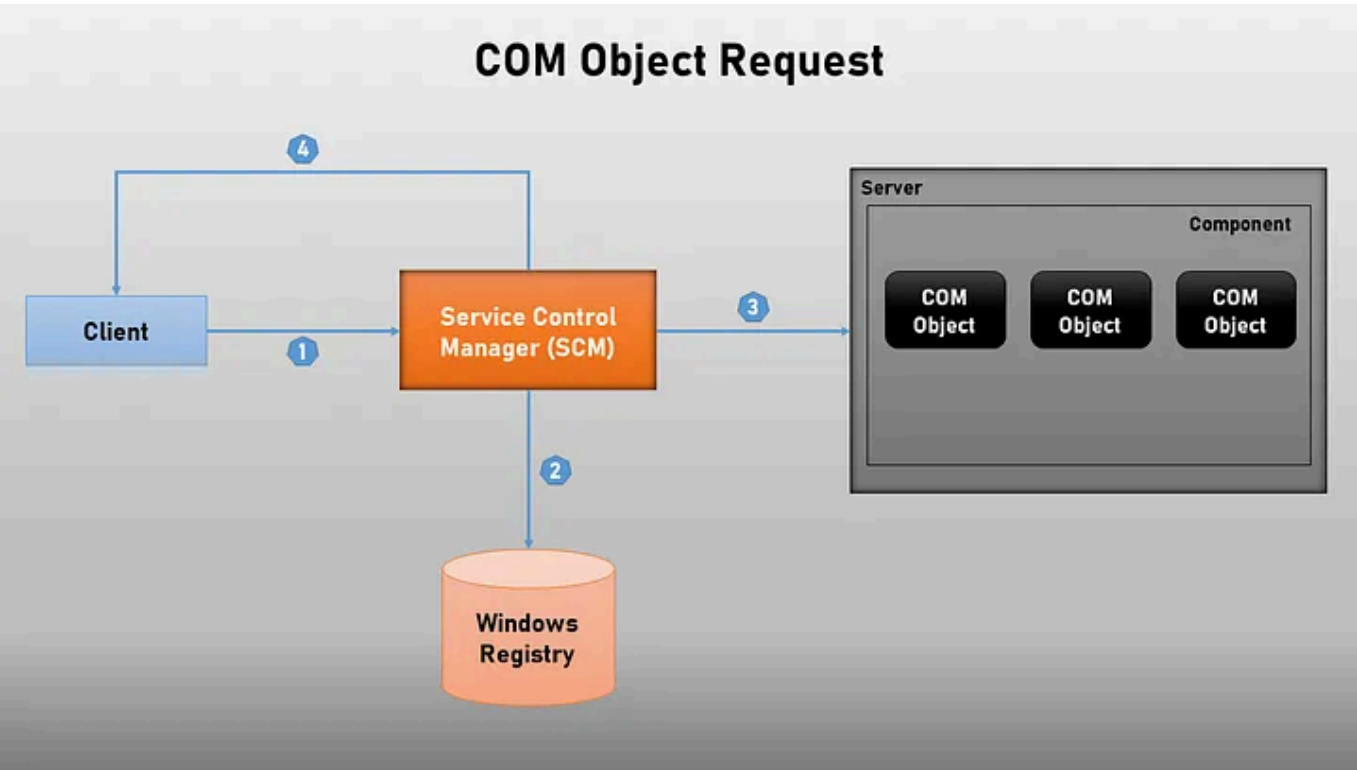 COM Object Request
4
Server
Component
COM
Object
COM
Object
COM
Object
3
Client
1
Service Control
Manager (SCM)
2
Windows
Registry